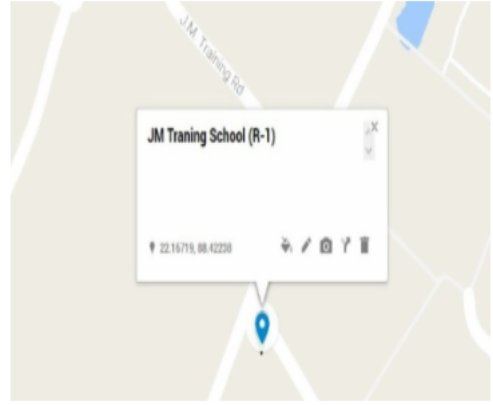 J.M. Training Rd
JM Traning School (R-1)
22.16719, 88.42238